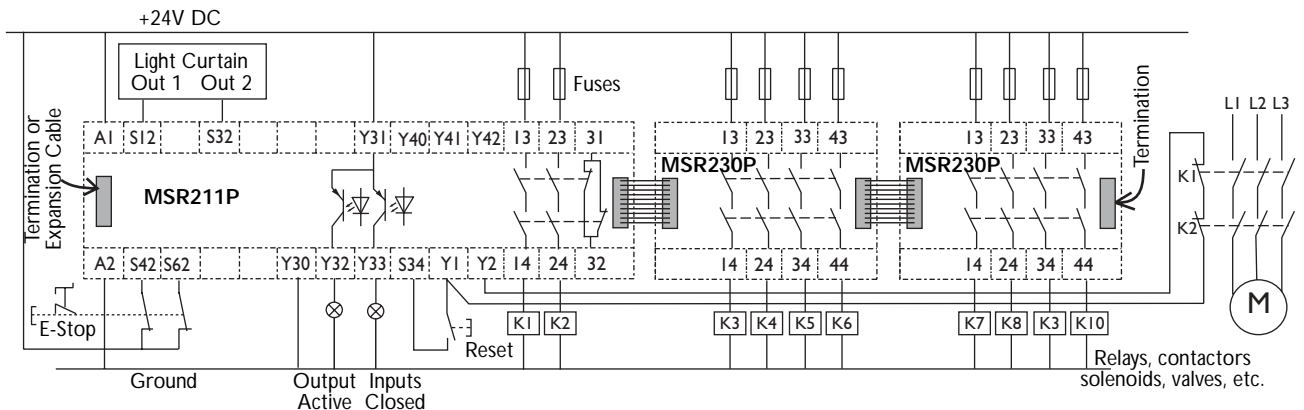 +24V DC
Light Curtain
Out 1 Out 2
Fuses
L1 L2 L3
Termination or
Expansion Cable
A1 S12 S32 Y31 Y40 Y41 Y42 13 23 31
13 23 33 43
13 23 33 43
Termination
MSR211P
MSR230P
MSR230P
K1
K2
A2 S42 S62 Y30 Y32 Y33 S34 Y1 Y2 14 24 32
14 24 34 44
14 24 34 44
M
E-Stop
K1 K2
K3 K4 K5 K6
K7 K8 K3 K10
Reset
Ground
Output
Active
Inputs
Closed
Relays, contactors
solenoids, valves, etc.